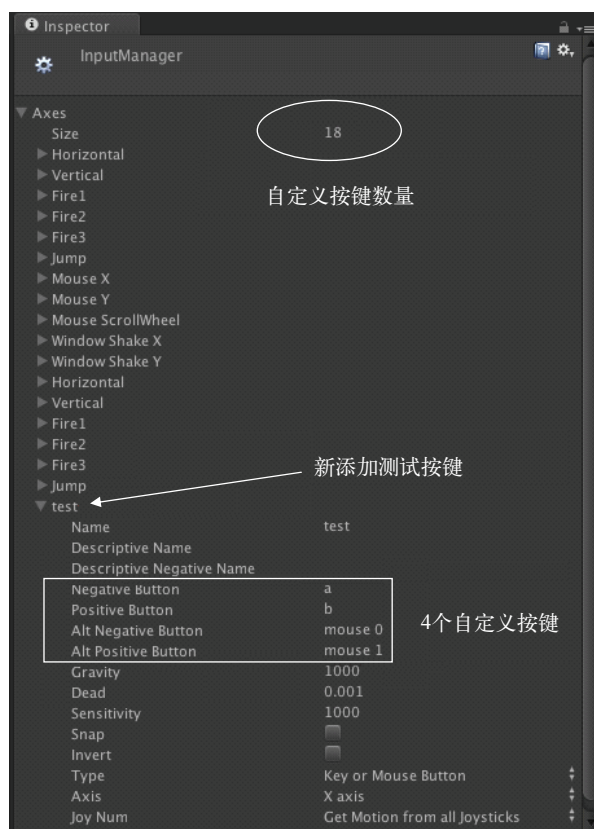 Inspector
InputManager
Axes
Size 18
Horizontal
Vertical
自定义按键数量
Fire1
Fire2
Fire3
Jump
Mouse X
Mouse Y
Mouse ScrollWheel
Window Shake X
Window Shake Y
Horizontal
Vertical
Fire1
Fire2
Fire3
新添加测试按键
Jump
test
Name test
Descriptive Name
Descriptive Negative Name
Negative Button a
Positive Button b
4个自定义按键
Alt Negative Button mouse 0
Alt Positive Button mouse 1
Gravity 1000
Dead 0.001
Sensitivity 1000
Snap
Invert
Type Key or Mouse Button
Axis X axis
Joy Num Get Motion from all Joysticks